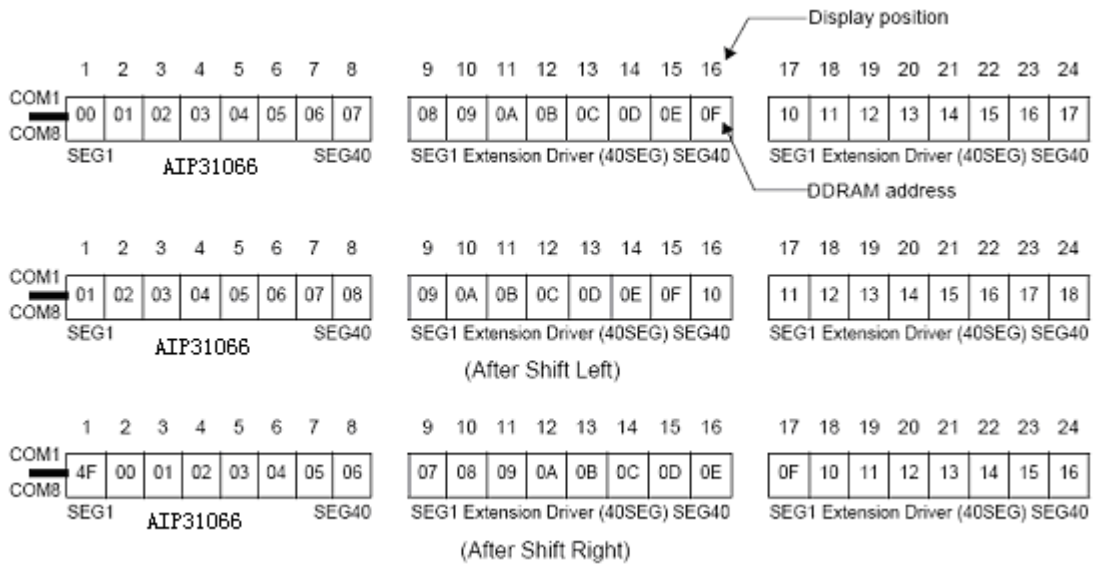 Display position
1 2 3 4 5 6 7 8 9 10 11 12 13 14 15 16 17 18 19 20 21 22 23 24
COM1
00 01 02 03 04 05 06 07 08 09 0A 0B 0C 0D 0E 0F 10 11 12 13 14 15 16 17
COM8
SEG1 AIP31066 SEG40 SEG1 Extension Driver (40SEG) SEG40 SEG1 Extension Driver (40SEG) SEG40
DDRAM address
1 2 3 4 5 6 7 8 9 10 11 12 13 14 15 16 17 18 19 20 21 22 23 24
COM1
01 02 03 04 05 06 07 08 09 0A 0B 0C 0D 0E 0F 10 11 12 13 14 15 16 17 18
COM8
SEG1 AIP31066 SEG40 SEG1 Extension Driver (40SEG) SEG40 SEG1 Extension Driver (40SEG) SEG40
(After Shift Left)
1 2 3 4 5 6 7 8 9 10 11 12 13 14 15 16 17 18 19 20 21 22 23 24
COM1
4F 00 01 02 03 04 05 06 07 08 09 0A 0B 0C 0D 0E 0F 10 11 12 13 14 15 16
COM8
SEG1 AIP31066 SEG40 SEG1 Extension Driver (40SEG) SEG40 SEG1 Extension Driver (40SEG) SEG40
(After Shift Right)